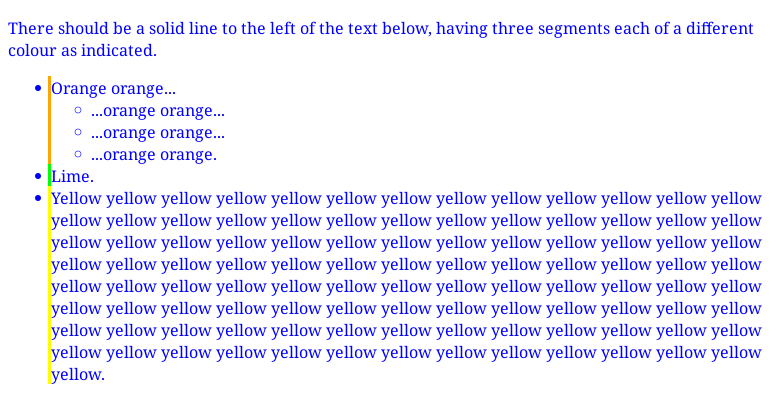 There should be a solid line to the left of the text below, having three segments each of a different
colour as indicated.
Orange orange...
...orange orange...
...orange orange...
...orange orange.
Lime.
Yellow yellow yellow yellow yellow yellow yellow yellow yellow yellow yellow yellow yellow
yellow yellow yellow yellow yellow yellow yellow yellow yellow yellow yellow yellow yellow
yellow yellow yellow yellow yellow yellow yellow yellow yellow yellow yellow yellow yellow
yellow yellow yellow yellow yellow yellow yellow yellow yellow yellow yellow yellow yellow
yellow yellow yellow yellow yellow yellow yellow yellow yellow yellow yellow yellow yellow
yellow yellow yellow yellow yellow yellow yellow yellow yellow yellow yellow yellow yellow
yellow yellow yellow yellow yellow yellow yellow yellow yellow yellow yellow yellow yellow
yellow yellow yellow yellow yellow yellow yellow yellow yellow yellow yellow yellow yellow
yellow.